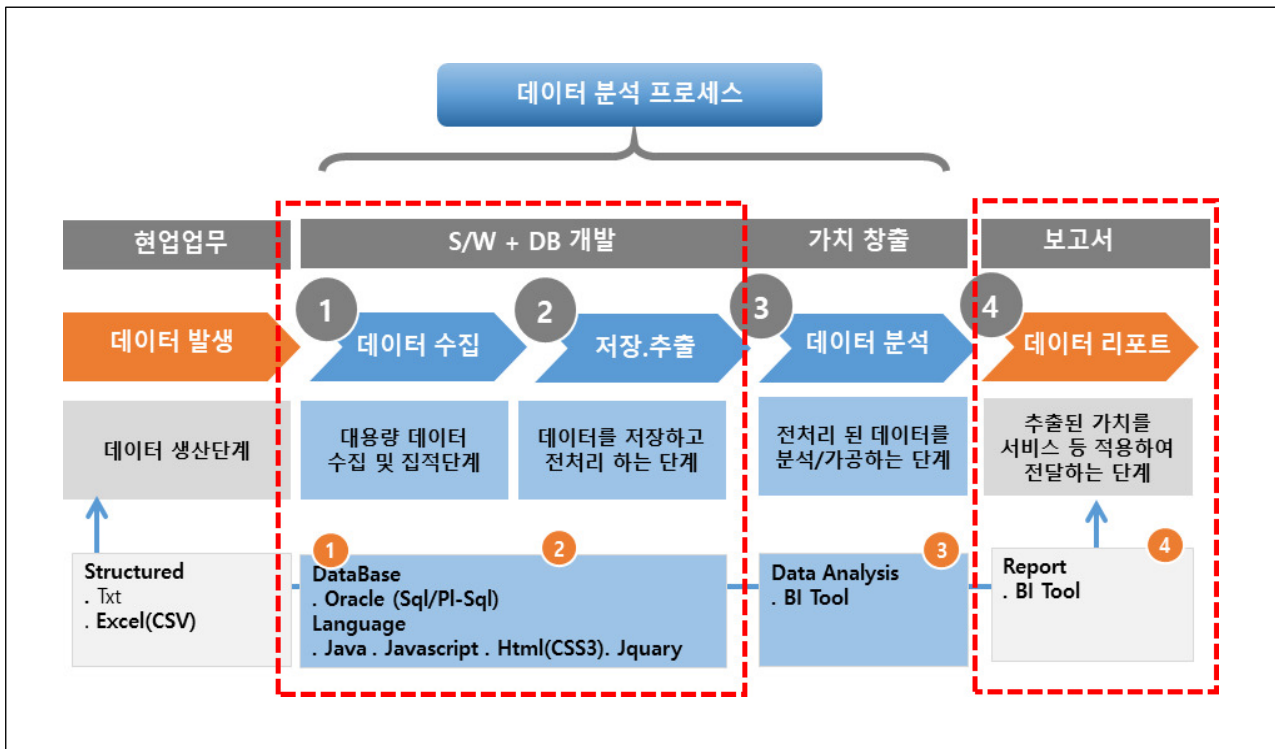 데이터 분석 프로세스
현업업무
S/W + DB 개발
가치 창출
보고서
1
2
3
4
데이터 발생
데이터 수집
저장.추출
데이터 분석
데이터 리포트
데이터 생산단계
대용량 데이터
수집 및 집적단계
데이터를 저장하고
전처리 하는 단계
전처리 된 데이터를
분석/가공하는 단계
추출된 가치를
서비스 등 적용하여
전달하는 단계
Structured
. Txt
. Excel(CSV)
1
2
DataBase
. Oracle (Sql/Pl-Sql)
Language
. Java . Javascript . Html(CSS3). Jquary
3
Data Analysis
. BI Tool
4
Report
. BI Tool